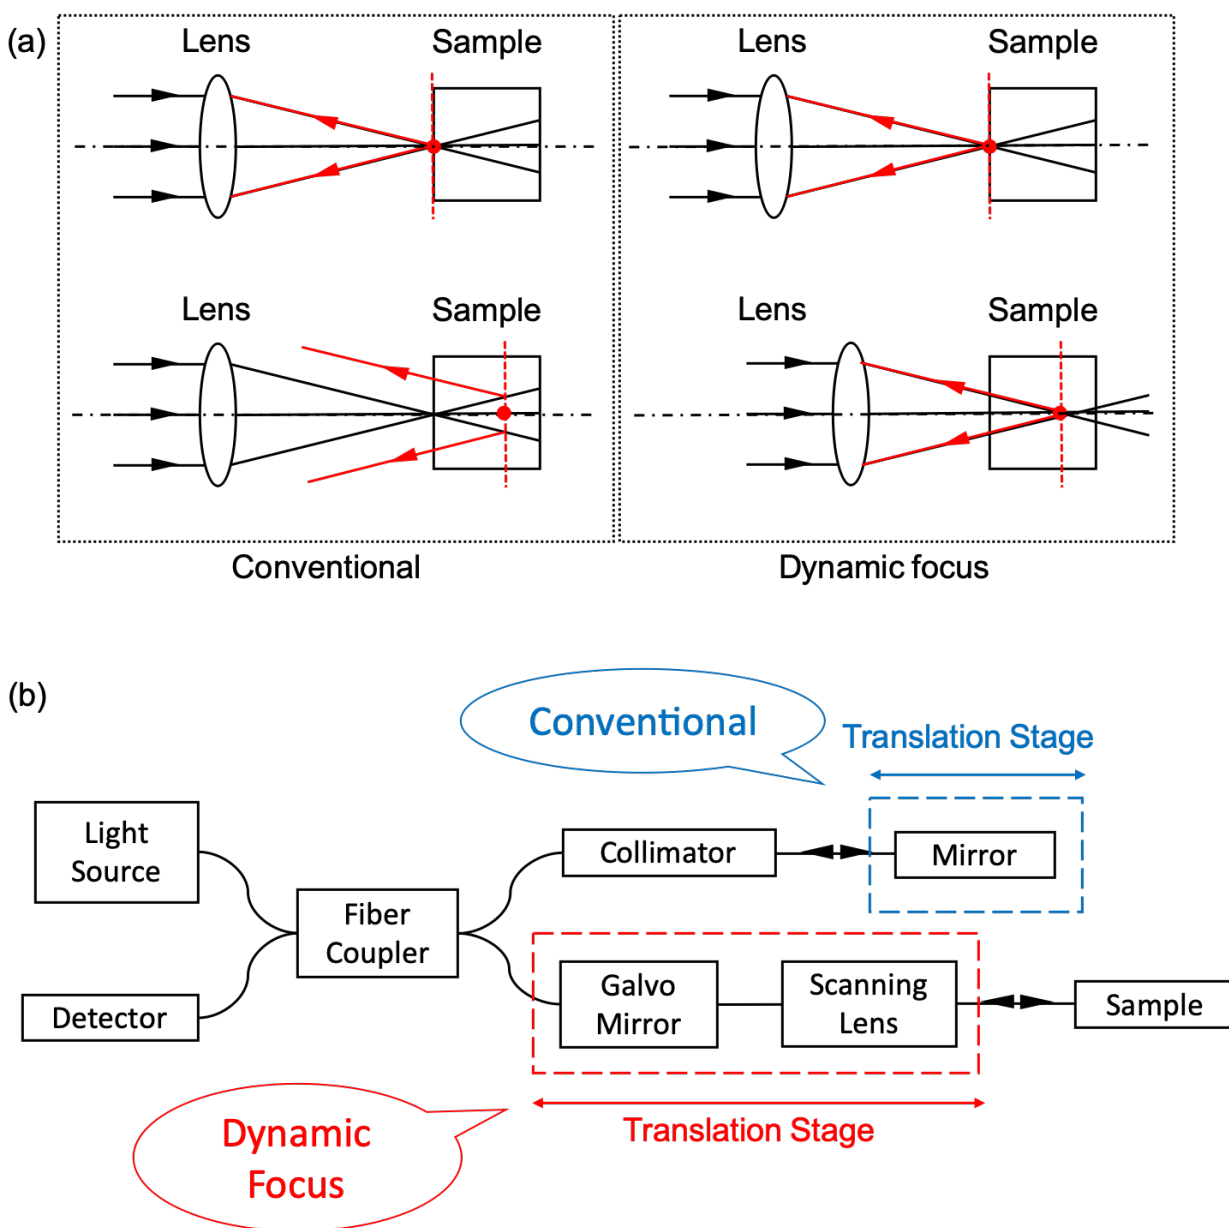 (a)
Lens
Sample
Lens
Sample
Lens
Sample
Lens
Sample
Conventional
Dynamic focus
(b)
Conventional
Translation Stage
Light
Source
Collimator
Mirror
Fiber
Coupler
Detector
Galvo
Mirror
Scanning
Lens
Sample
Translation Stage
Dynamic
Focus